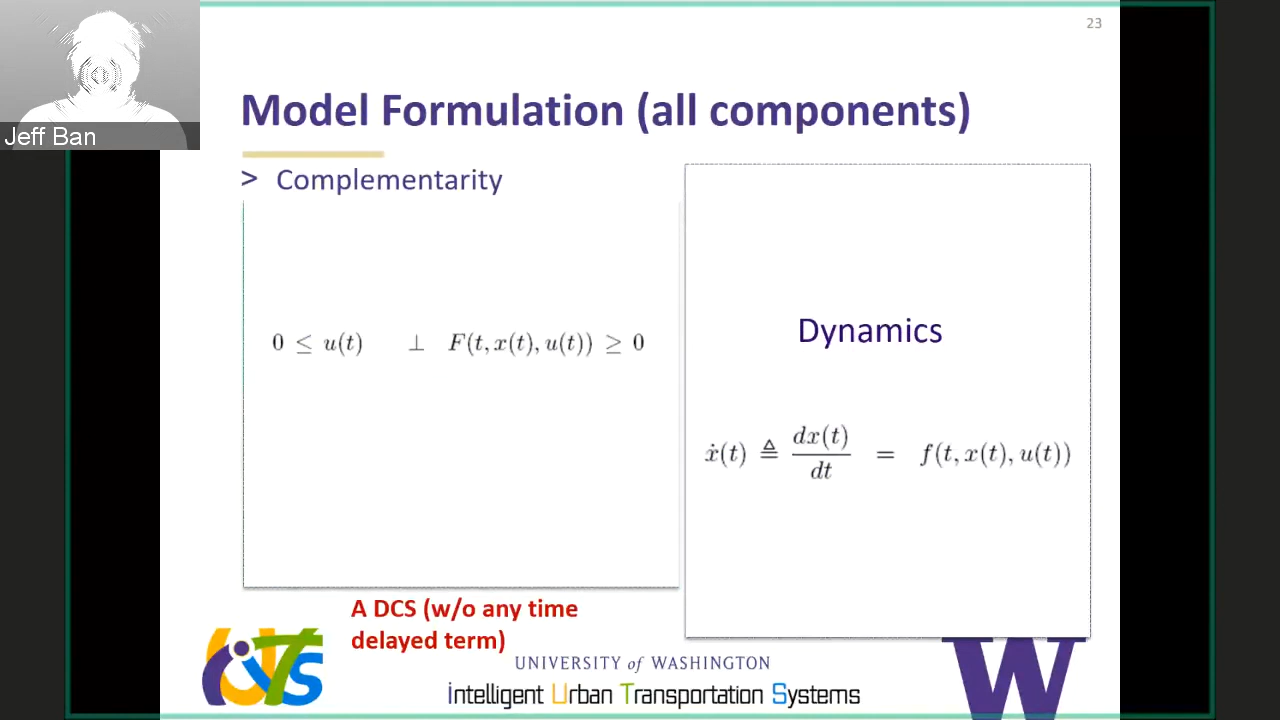 23
Jeff Ban
Model Formulation (all components)
> Complementarity
0 ≤ u(t) ⊥ F(t, x(t), u(t)) ≥ 0
Dynamics
ẋ(t) ≜ dx(t)/dt = f(t, x(t), u(t))
A DCS (w/o any time
delayed term)
iUTS
UNIVERSITY of WASHINGTON
intelligent Urban Transportation Systems
W